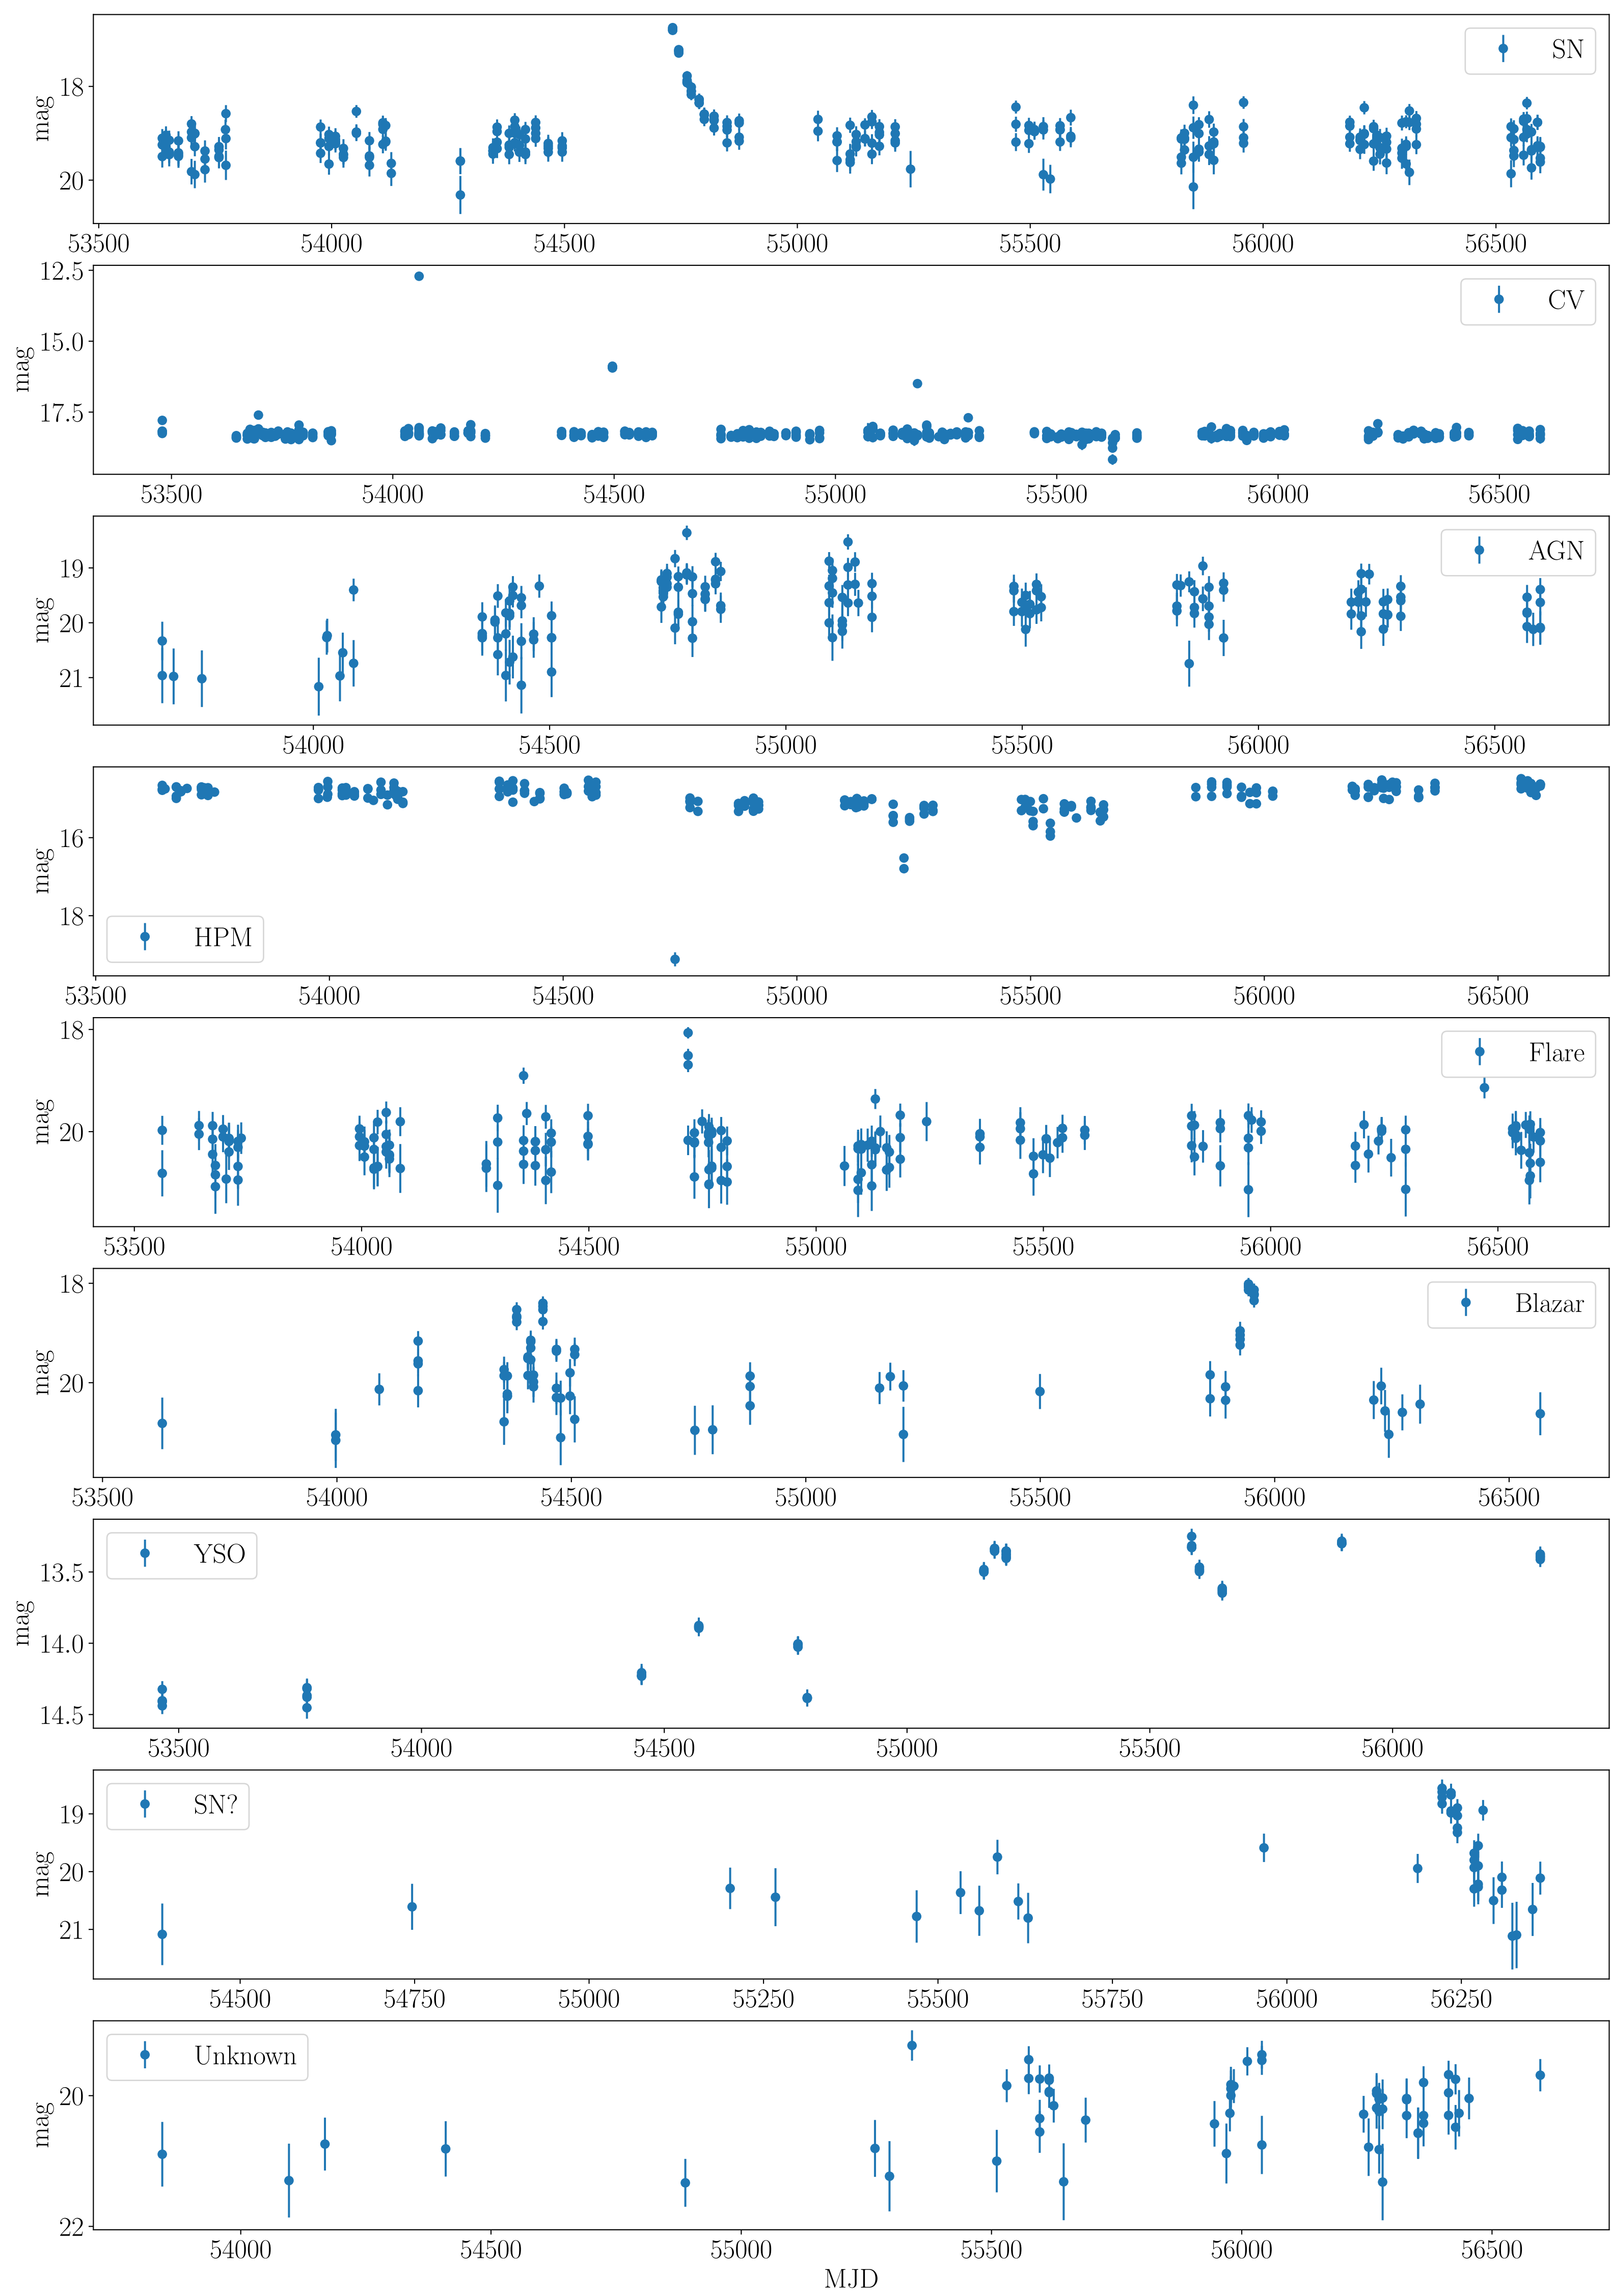 SN
18
20
mag
53500 54000 54500 55000 55500 56000 56500
CV
12.5
15.0
17.5
mag
53500 54000 54500 55000 55500 56000 56500
AGN
19
20
21
mag
54000 54500 55000 55500 56000 56500
HPM
16
18
mag
53500 54000 54500 55000 55500 56000 56500
Flare
18
20
mag
53500 54000 54500 55000 55500 56000 56500
Blazar
18
20
mag
53500 54000 54500 55000 55500 56000 56500
YSO
13.5
14.0
14.5
mag
53500 54000 54500 55000 55500 56000
SN?
19
20
21
mag
54500 54750 55000 55250 55500 55750 56000 56250
Unknown
20
22
mag
54000 54500 55000 55500 56000 56500
MJD